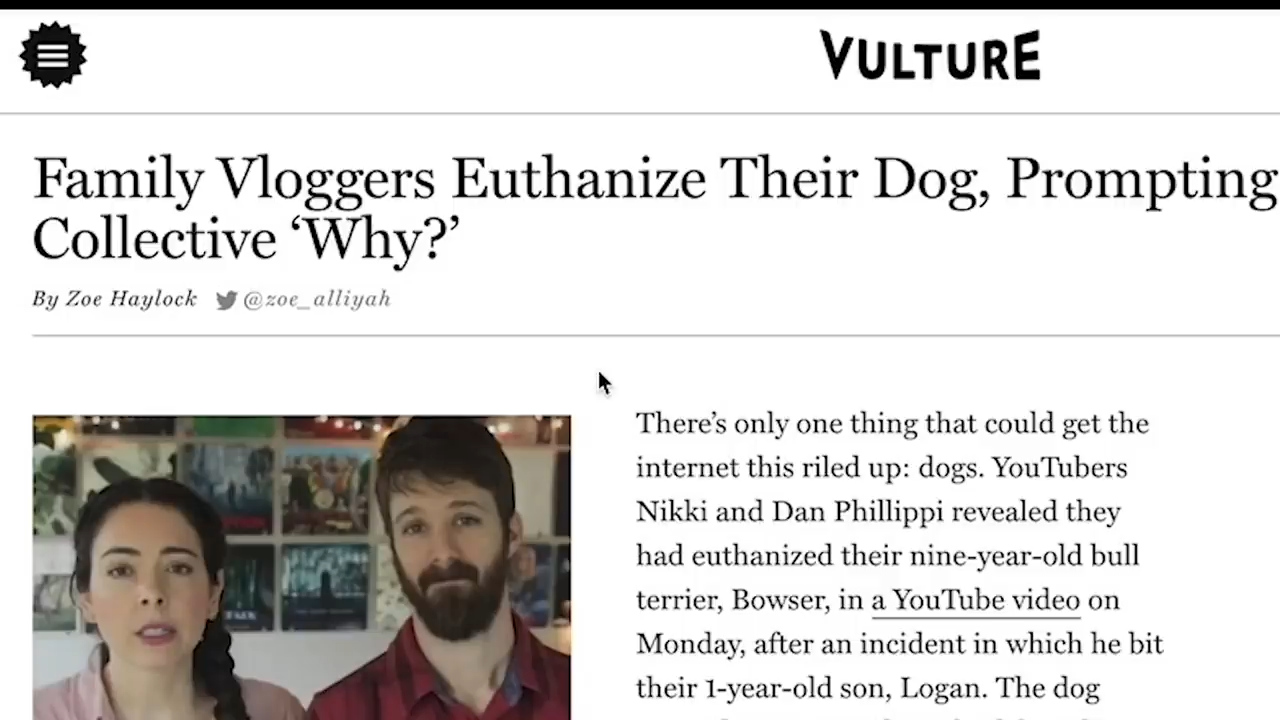 VULTURE
Family Vloggers Euthanize Their Dog, Prompting
Collective ‘Why?’
By Zoe Haylock @zoe_alliyah
There’s only one thing that could get the
internet this riled up: dogs. YouTubers
Nikki and Dan Phillippi revealed they
had euthanized their nine-year-old bull
terrier, Bowser, in a YouTube video on
Monday, after an incident in which he bit
their 1-year-old son, Logan. The dog